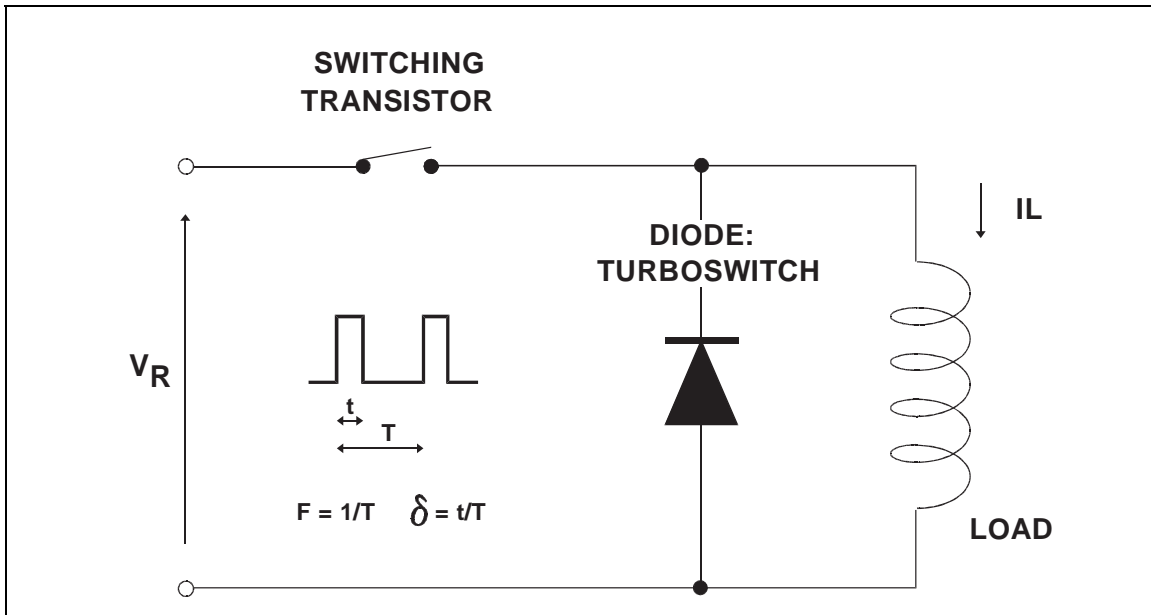 SWITCHING
TRANSISTOR
IL
DIODE:
TURBOSWITCH
VR
t
T
F = 1/T δ = t/T
LOAD